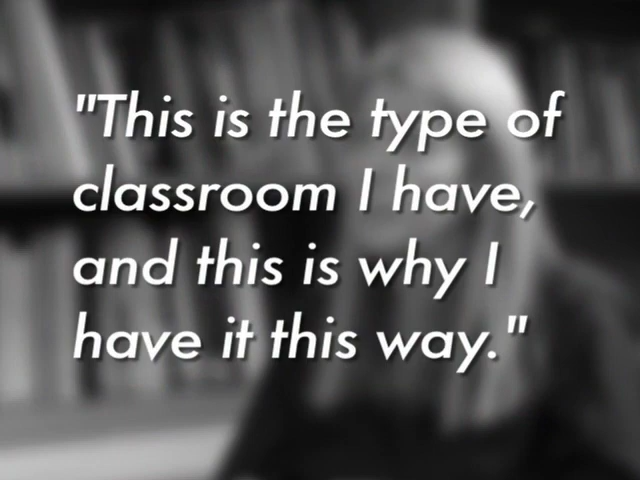 "This is the type of
classroom I have,
and this is why I
have it this way."